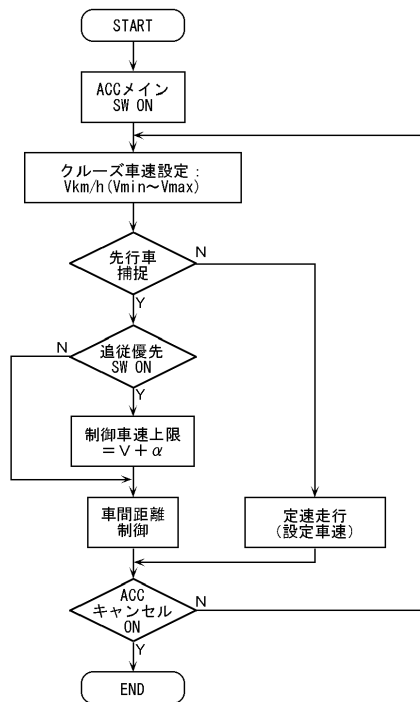 START
ACCメイン
SW ON
クルーズ車速設定:
Vkm/h(Vmin~Vmax)
先行車
捕捉
N
Y
追従優先
SW ON
N
Y
制御車速上限
=V+α
車間距離
制御
定速走行
(設定車速)
ACC
キャンセル
ON
N
Y
END